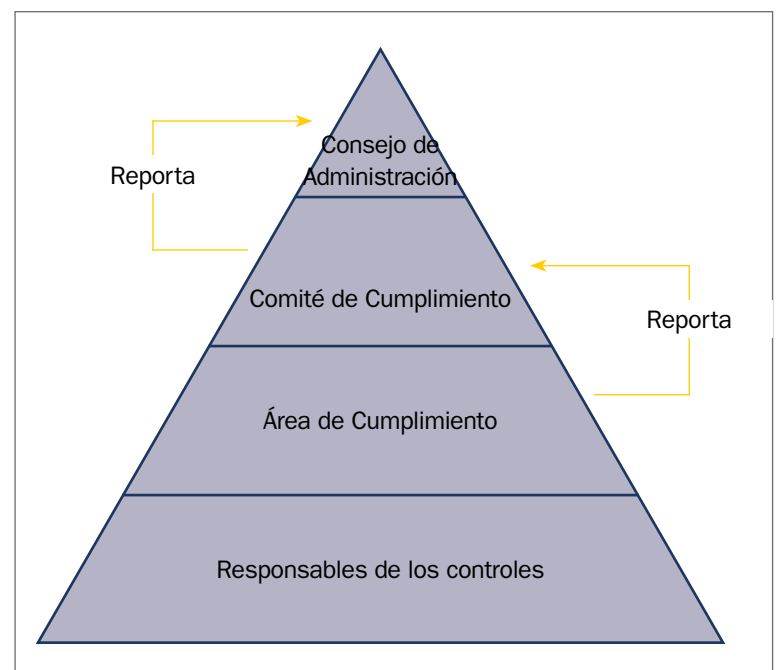 Consejo de
Administración
Reporta
Comité de Cumplimiento
Reporta
Área de Cumplimiento
Responsables de los controles